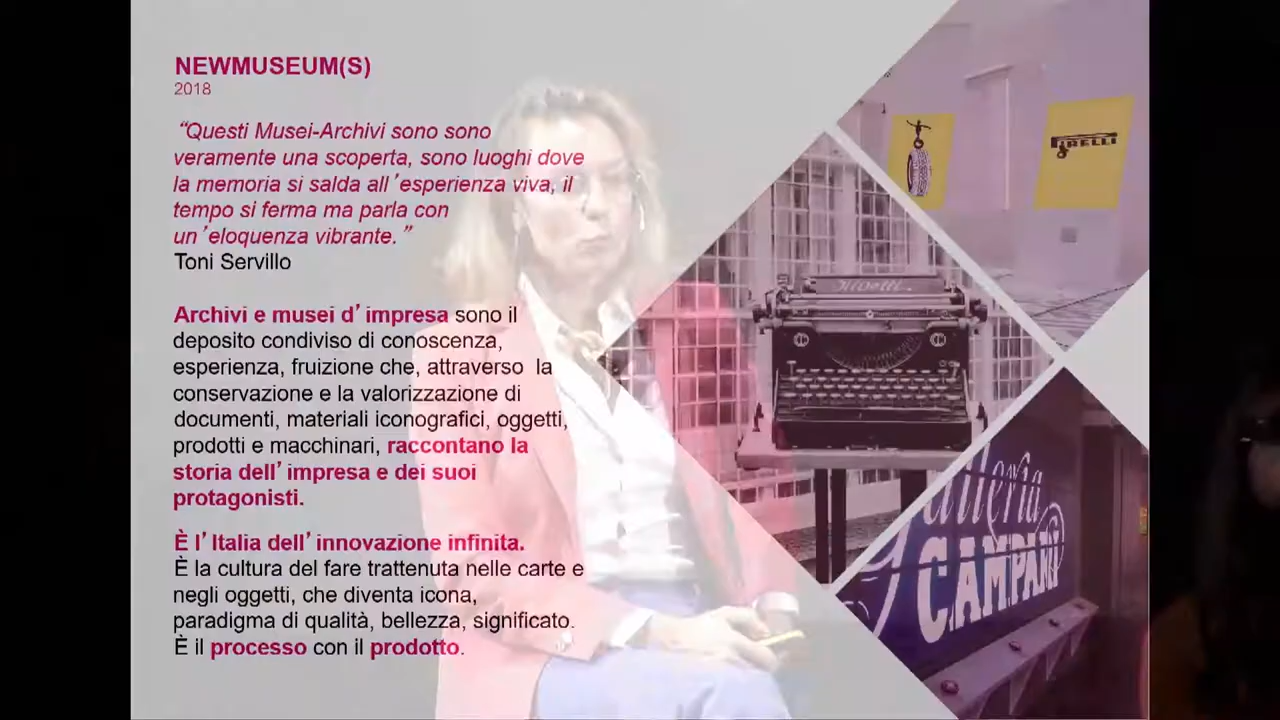 NEWMUSEUM(S)
2018
“Questi Musei-Archivi sono sono
veramente una scoperta, sono luoghi dove
la memoria si salda all’esperienza viva, il
tempo si ferma ma parla con
un’eloquenza vibrante.”
Toni Servillo
Archivi e musei d’impresa sono il
deposito condiviso di conoscenza,
esperienza, fruizione che, attraverso la
conservazione e la valorizzazione di
documenti, materiali iconografici, oggetti,
prodotti e macchinari, raccontano la
storia dell’impresa e dei suoi
protagonisti.
È l’Italia dell’innovazione infinita.
È la cultura del fare trattenuta nelle carte e
negli oggetti, che diventa icona,
paradigma di qualità, bellezza, significato.
È il processo con il prodotto.
PIRELLI
Olivetti.
Galleria
CAMPARI